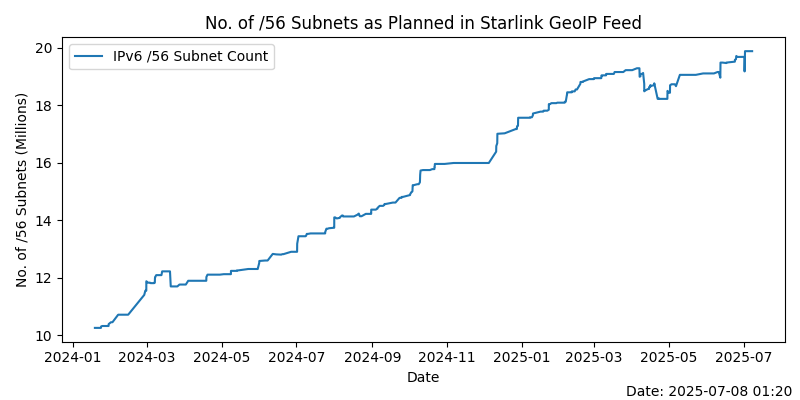 No. of /56 Subnets as Planned in Starlink GeoIP Feed
IPv6 /56 Subnet Count
No. of /56 Subnets (Millions)
20
18
16
14
12
10
2024-01 2024-03 2024-05 2024-07 2024-09 2024-11 2025-01 2025-03 2025-05 2025-07
Date
Date: 2025-07-08 01:20